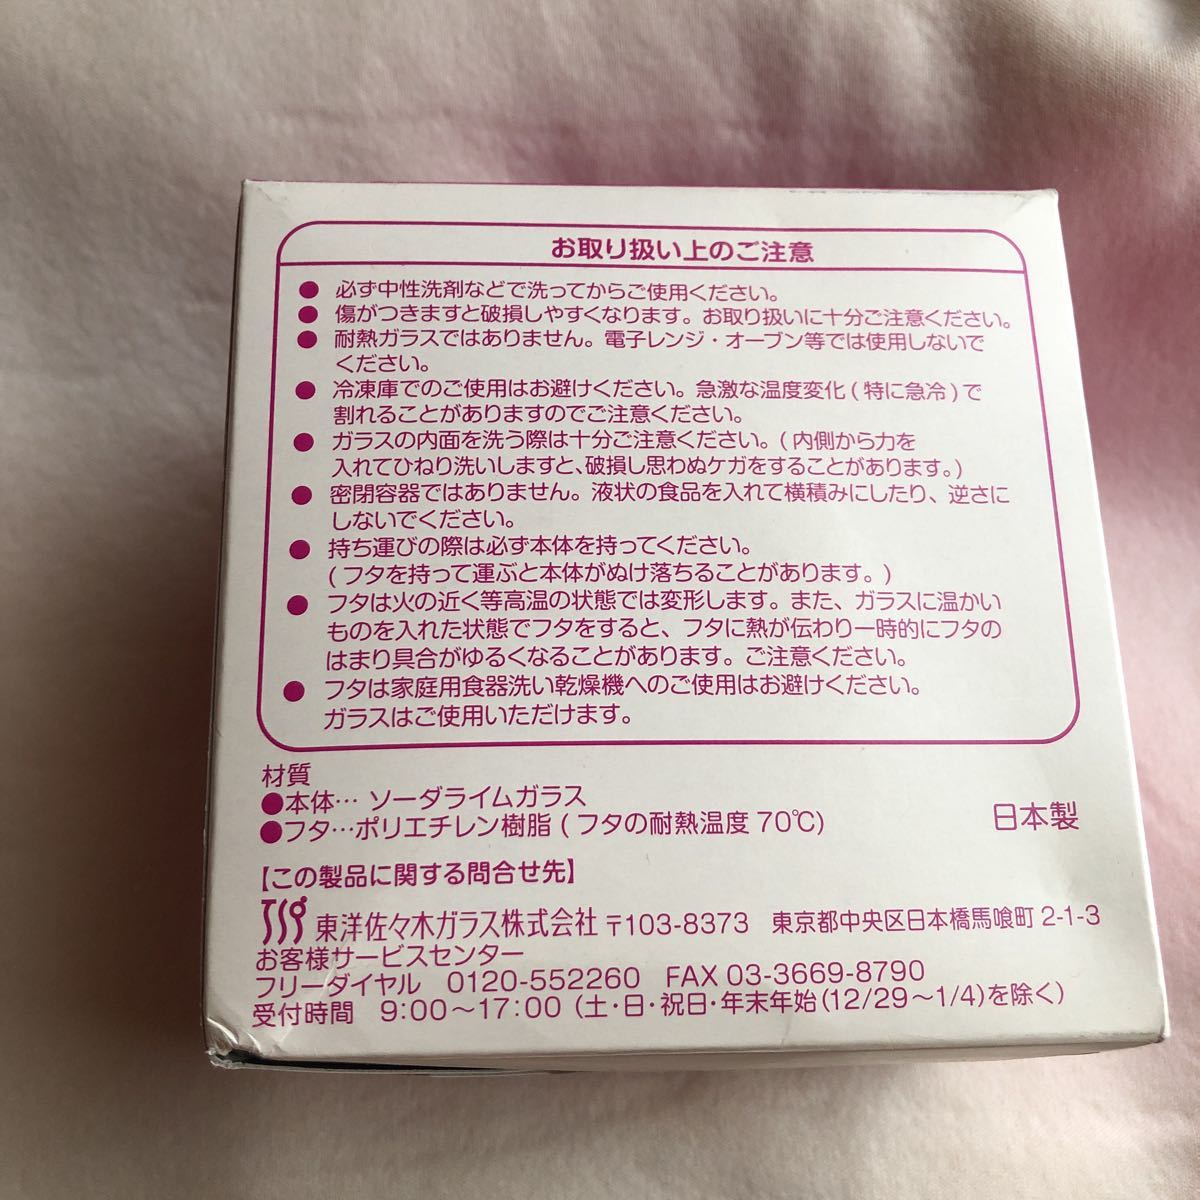 お取り扱い上のご注意
● 必ず中性洗剤などで洗ってからご使用ください。
● 傷がつきますと破損しやすくなります。お取り扱いに十分ご注意ください。
● 耐熱ガラスではありません。電子レンジ・オーブン等では使用しないで
ください。
● 冷凍庫でのご使用はお避けください。急激な温度変化(特に急冷)で
割れることがありますのでご注意ください。
● ガラスの内面を洗う際は十分ご注意ください。(内側から力を
入れてひねり洗いしますと、破損し思わぬケガをすることがあります。)
● 密閉容器ではありません。液状の食品を入れて横積みにしたり、逆さに
しないでください。
● 持ち運びの際は必ず本体を持ってください。
(フタを持って運ぶと本体がぬけ落ちることがあります。)
● フタは火の近く等高温の状態では変形します。また、ガラスに温かい
ものを入れた状態でフタをすると、フタに熱が伝わり一時的にフタの
はまり具合がゆるくなることがあります。ご注意ください。
● フタは家庭用食器洗い乾燥機へのご使用はお避けください。
ガラスはご使用いただけます。
材質
●本体… ソーダライムガラス
●フタ…ポリエチレン樹脂(フタの耐熱温度70℃) 日本製
【この製品に関する問合せ先】
東洋佐々木ガラス株式会社 〒103-8373 東京都中央区日本橋馬喰町2-1-3
お客様サービスセンター
フリーダイヤル 0120-552260 FAX 03-3669-8790
受付時間 9:00〜17:00 (土・日・祝日・年末年始(12/29〜1/4)を除く)